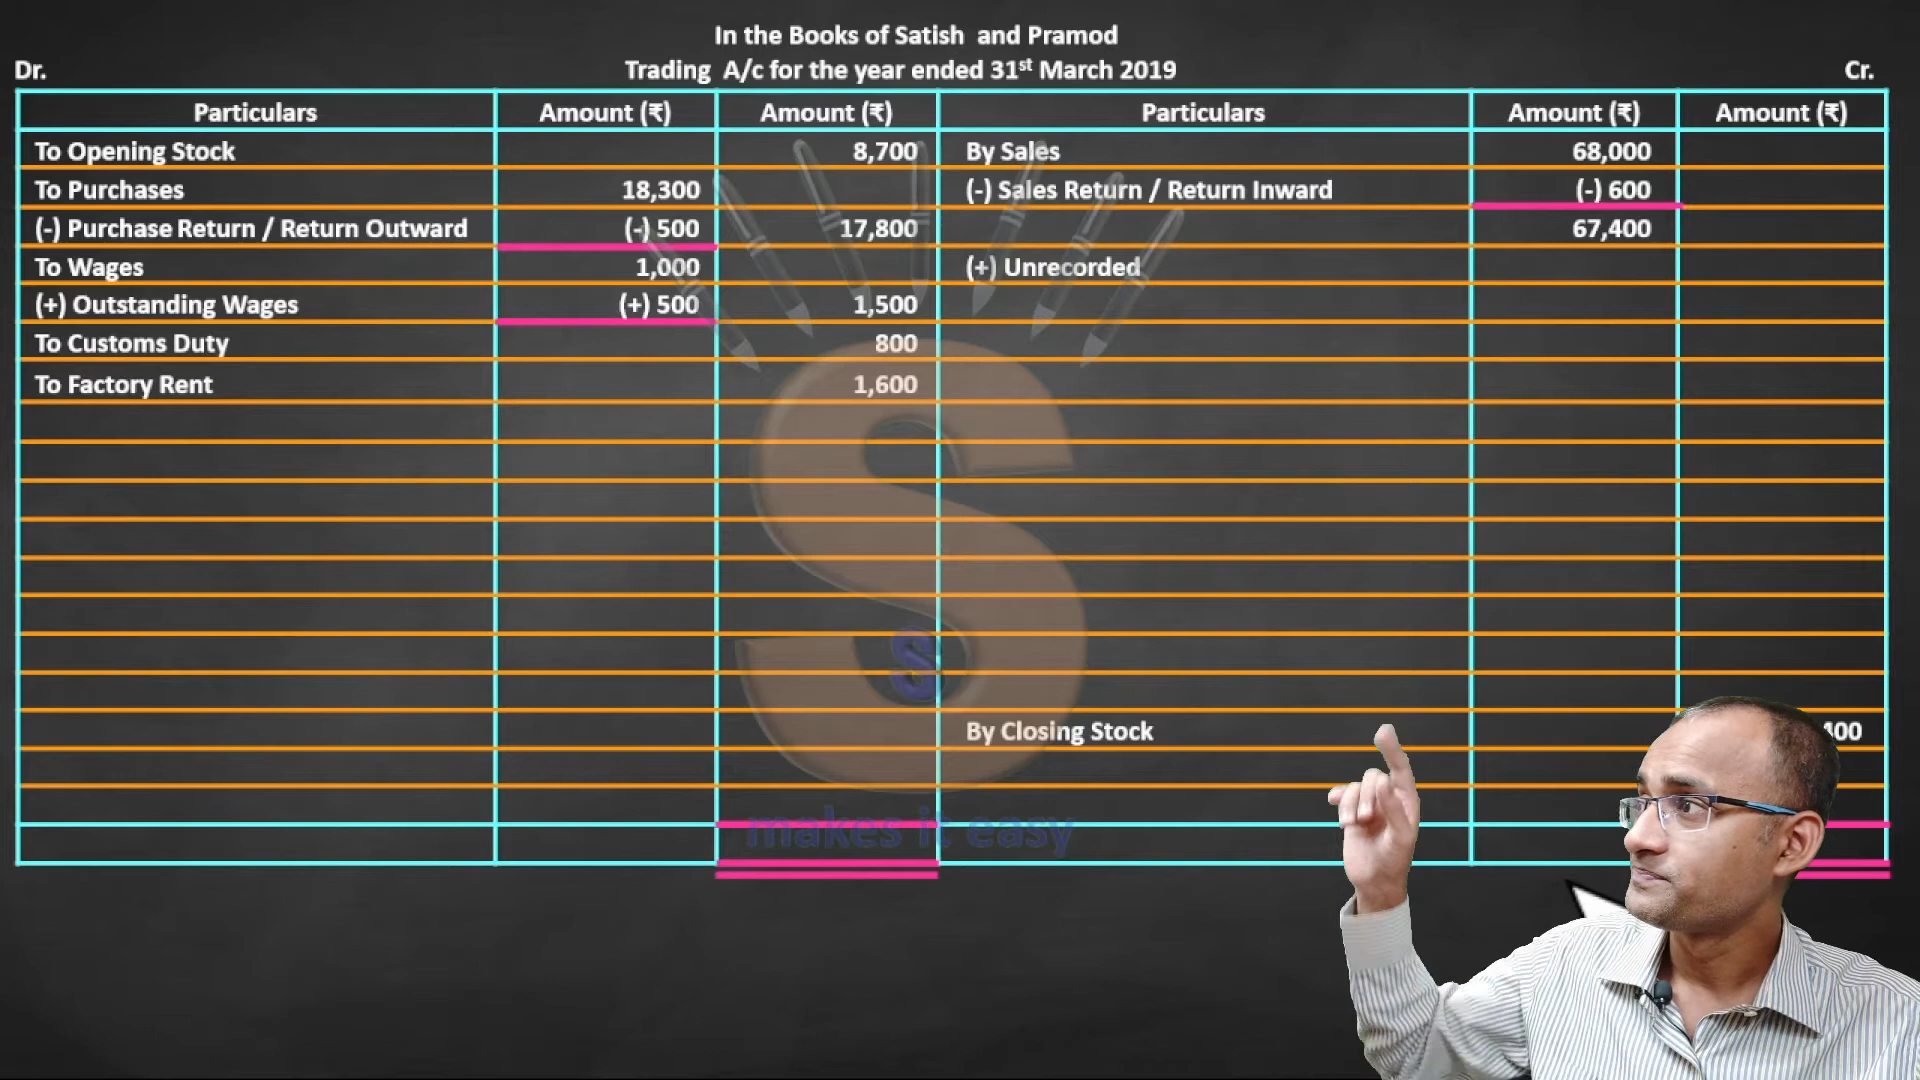 In the Books of Satish and Pramod
Dr. Trading A/c for the year ended 31st March 2019 Cr.
Particulars Amount (₹) Amount (₹) Particulars Amount (₹) Amount (₹)
To Opening Stock 8,700 By Sales 68,000
To Purchases 18,300 (-) Sales Return / Return Inward (-) 600
(-) Purchase Return / Return Outward (-) 500 17,800 67,400
To Wages 1,000 (+) Unrecorded
(+) Outstanding Wages (+) 500 1,500
To Customs Duty 800
To Factory Rent 1,600
S
S
By Closing Stock
makes it easy